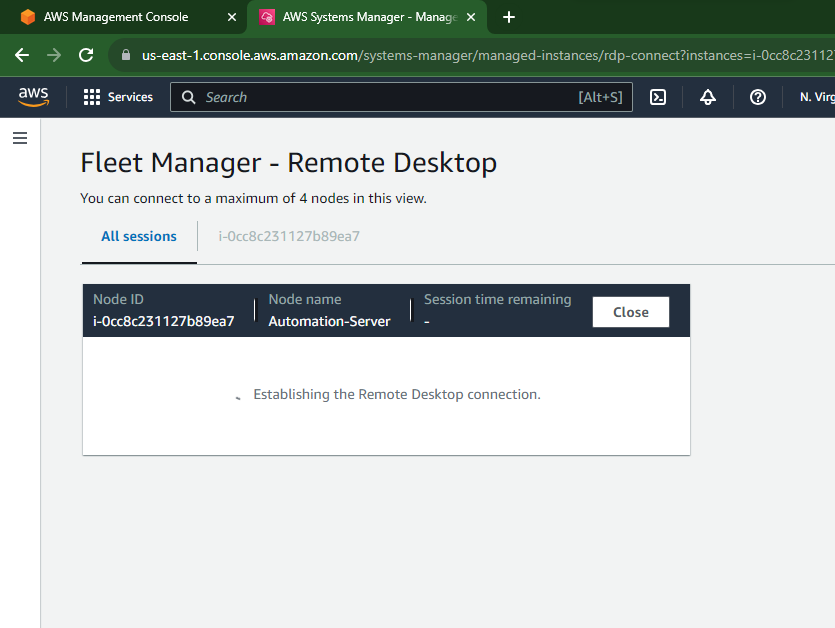 AWS Management Console
AWS Systems Manager - Manage
us-east-1.console.aws.amazon.com/systems-manager/managed-instances/rdp-connect?instances=i-0cc8c23112
aws
Services
Search
[Alt+S]
N. Virg
Fleet Manager - Remote Desktop
You can connect to a maximum of 4 nodes in this view.
All sessions
i-0cc8c231127b89ea7
Node ID
i-0cc8c231127b89ea7
Node name
Automation-Server
Session time remaining
-
Close
Establishing the Remote Desktop connection.